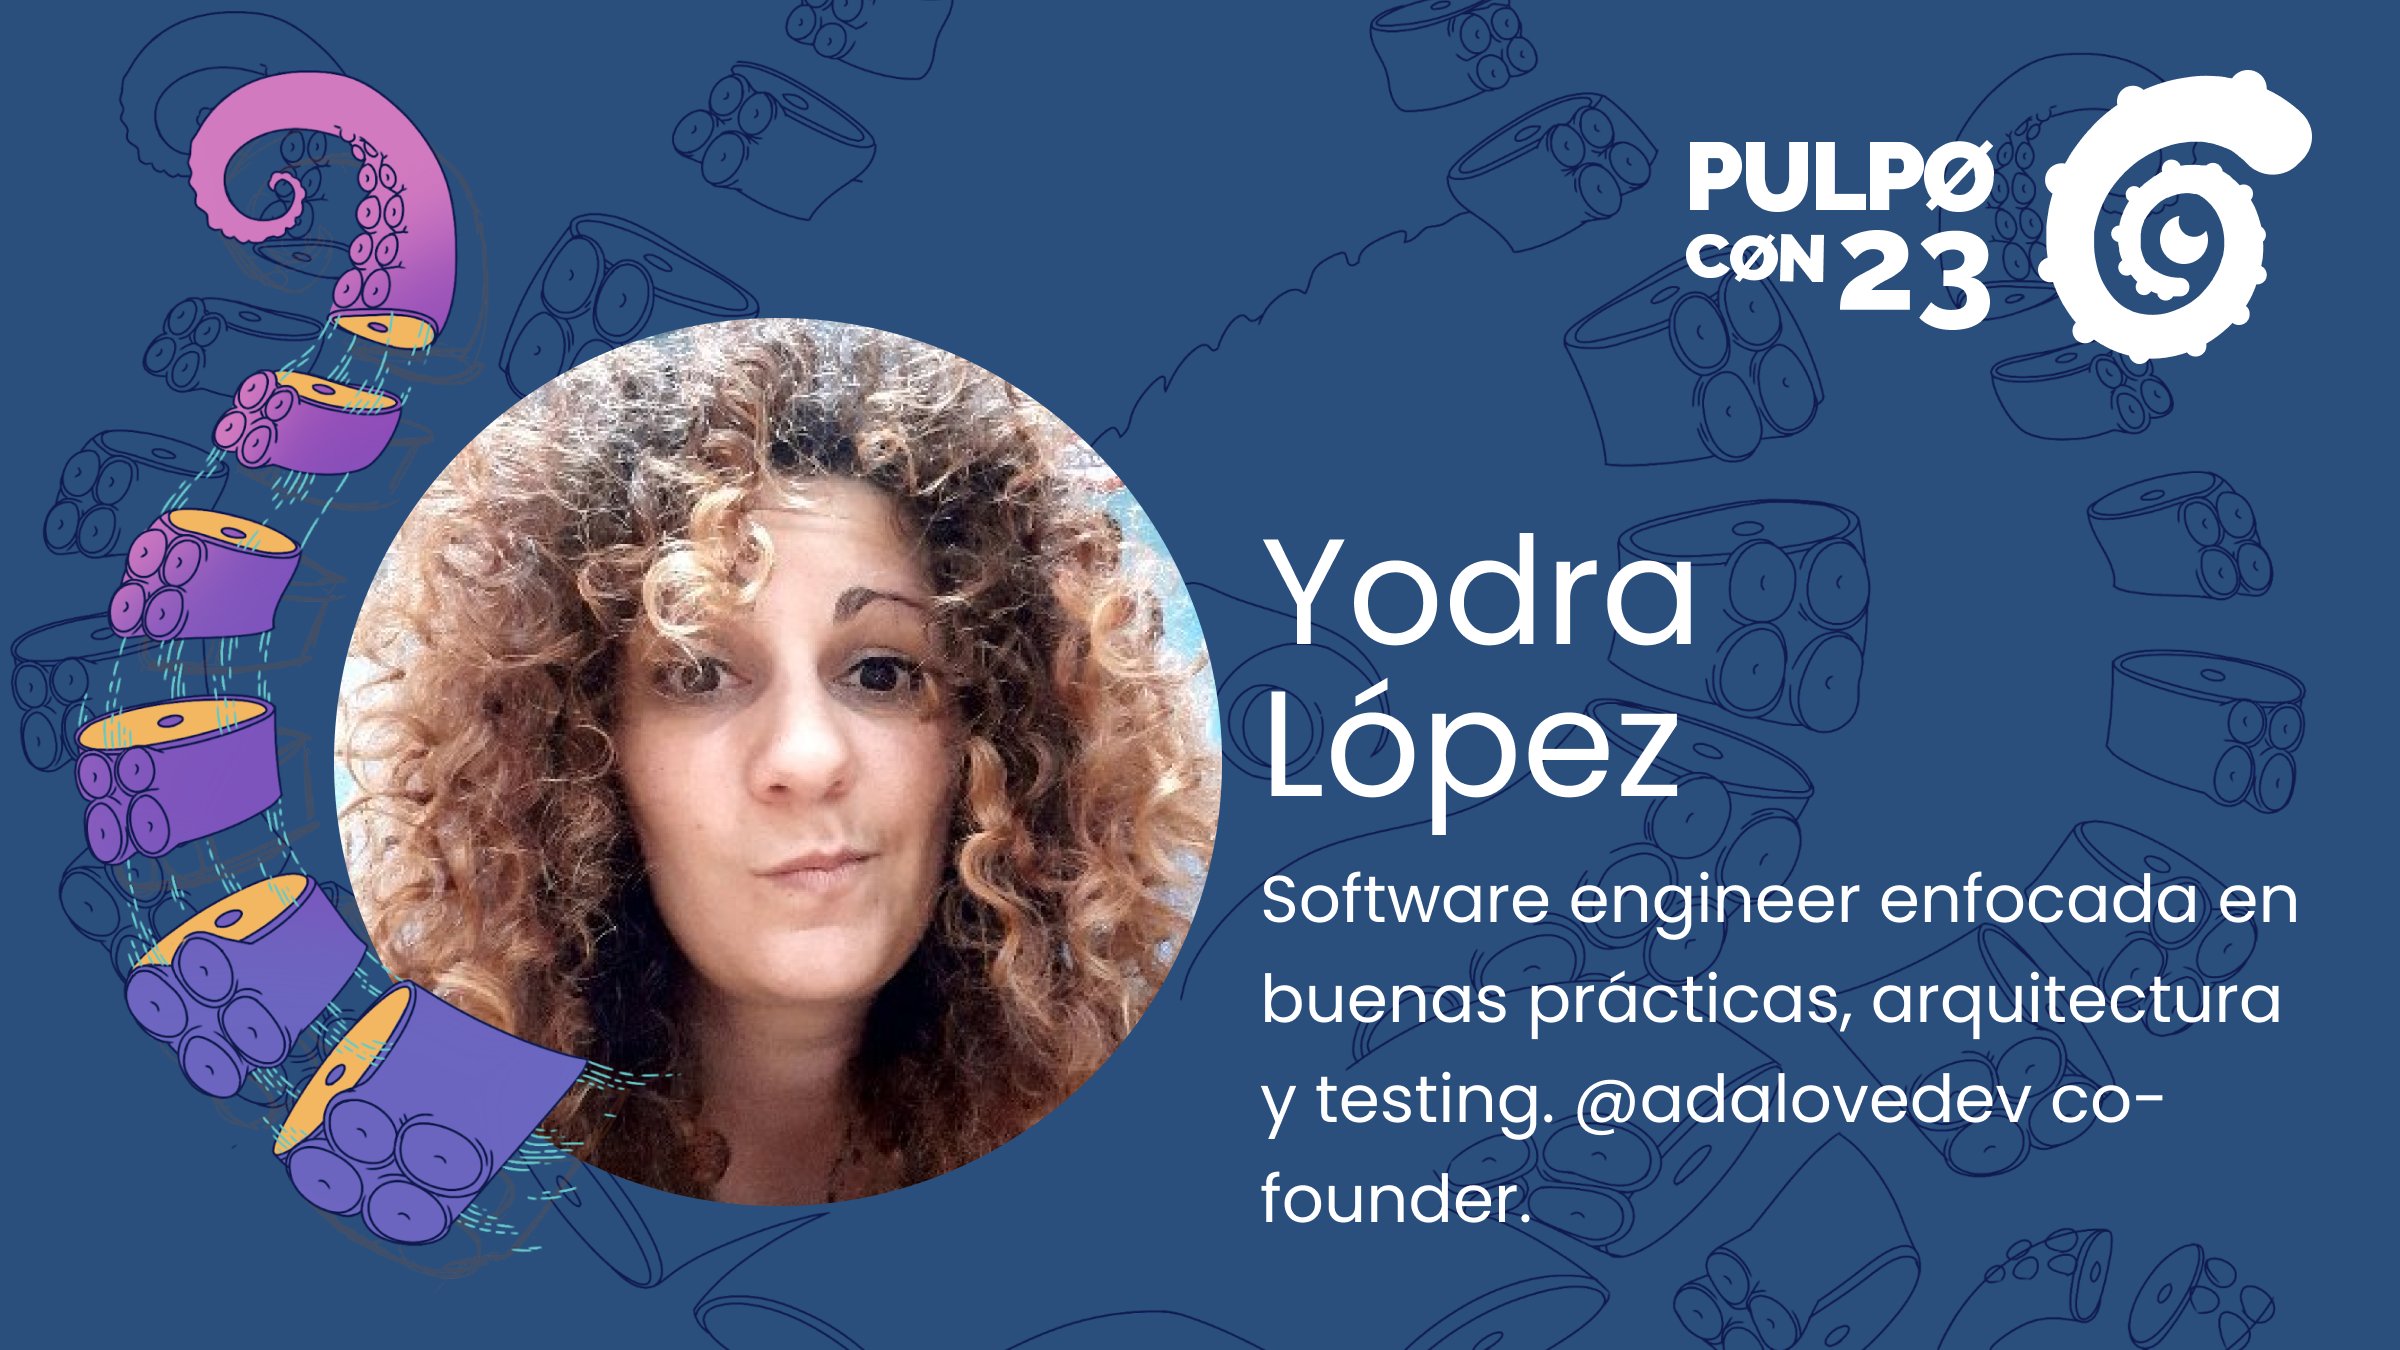 PULPØ
CØN 23
Yodra
López
Software engineer enfocada en
buenas prácticas, arquitectura
y testing. @adalovedev co-
founder.